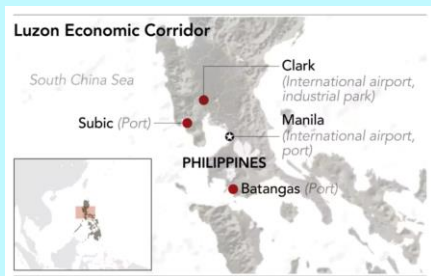 Luzon Economic Corridor
South China Sea
Clark
(International airport,
industrial park)
Subic (Port)
Manila
(International airport,
port)
PHILIPPINES
Batangas (Port)